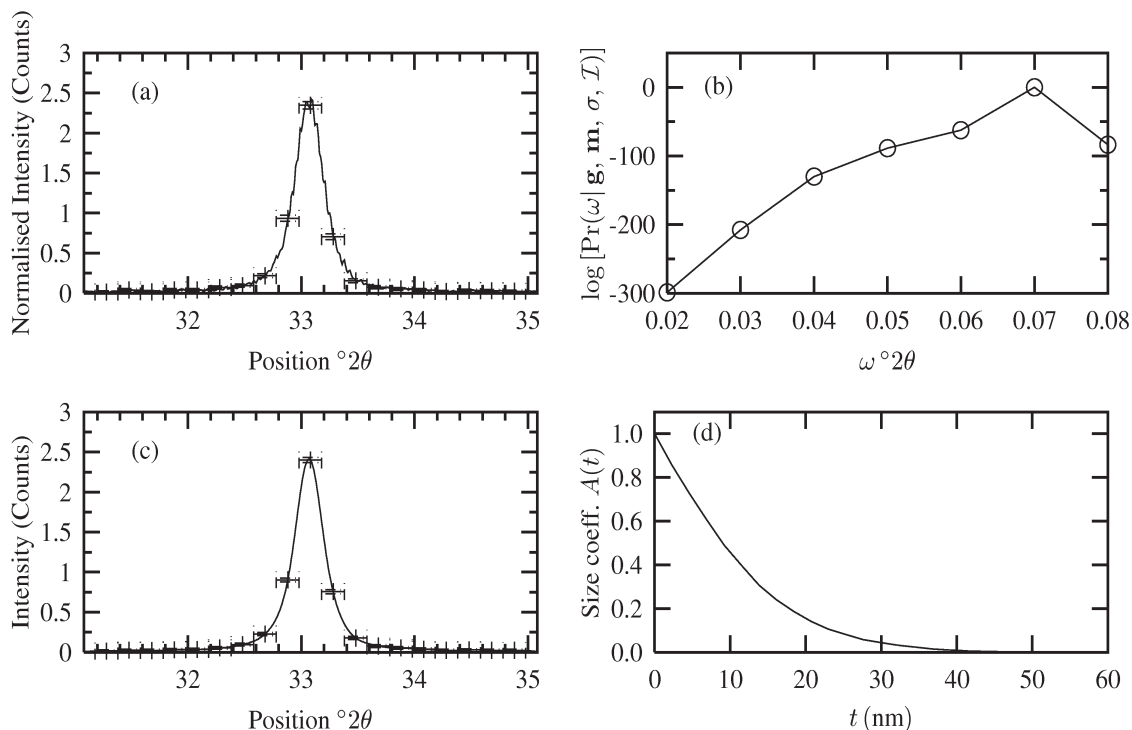 Normalised Intensity (Counts)
3
2.5
2
1.5
1
0.5
0
(a)
32 33 34 35
Position °2θ
log [Pr(ω| g, m, σ, ℐ)]
0
-100
-200
-300
(b)
0.02 0.03 0.04 0.05 0.06 0.07 0.08
ω °2θ
Intensity (Counts)
3
2.5
2
1.5
1
0.5
0
(c)
32 33 34 35
Position °2θ
Size coeff. A(t)
1.0
0.8
0.6
0.4
0.2
0.0
(d)
0 10 20 30 40 50 60
t (nm)